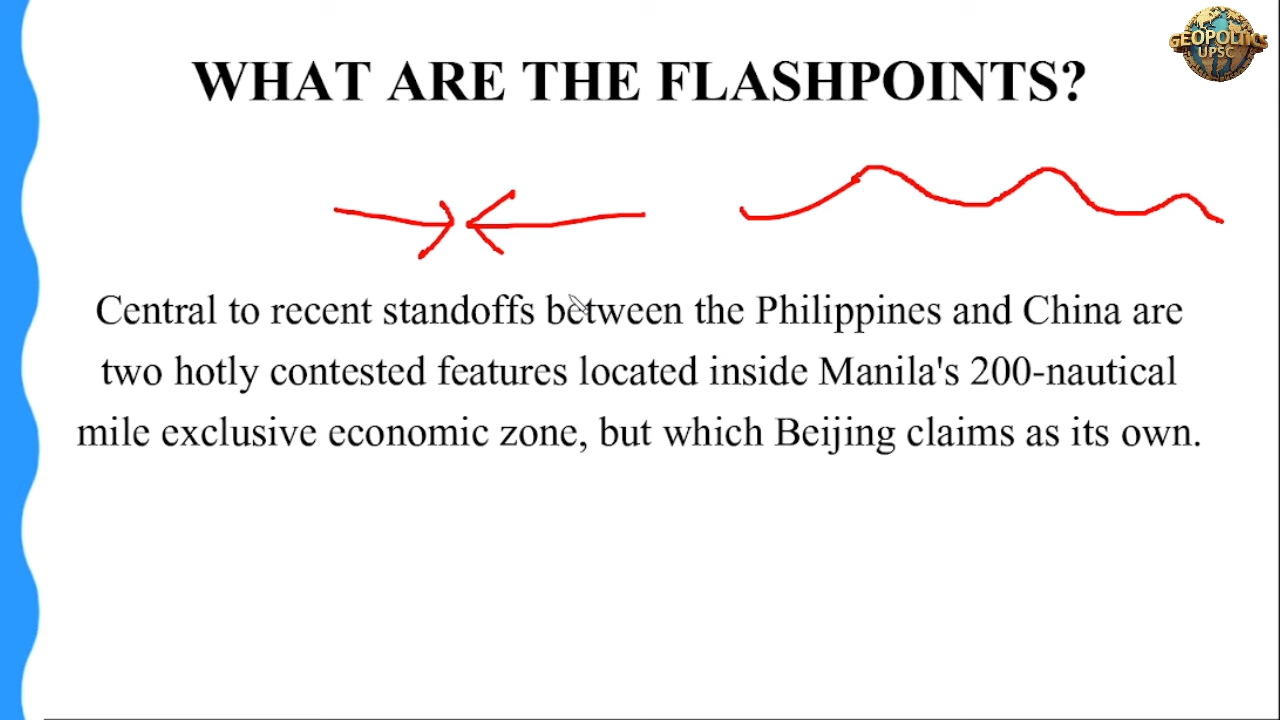 GEOPOLITICS
UPSC
WHAT ARE THE FLASHPOINTS?
Central to recent standoffs between the Philippines and China are
two hotly contested features located inside Manila's 200-nautical
mile exclusive economic zone, but which Beijing claims as its own.